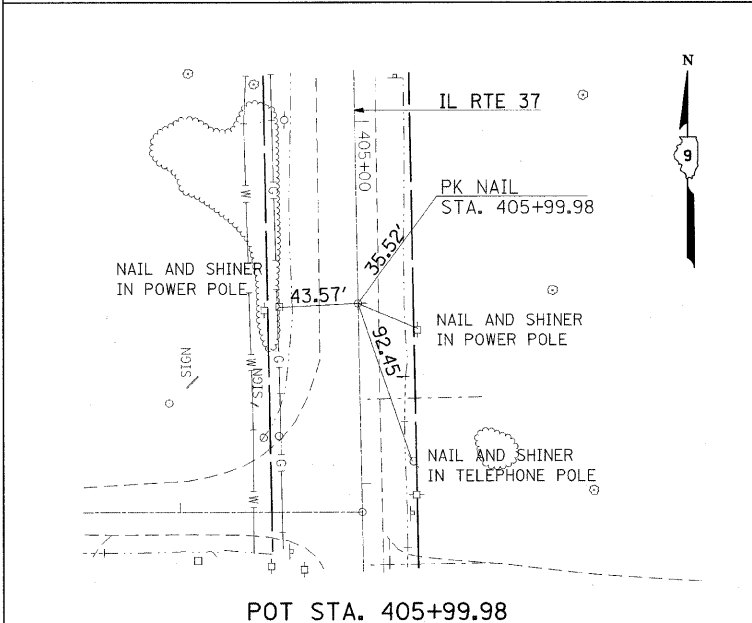 N
IL RTE 37
9
405+00
PK NAIL
STA. 405+99.98
35.52'
NAIL AND SHINER
IN POWER POLE
43.57'
92.45'
NAIL AND SHINER
IN POWER POLE
SIGN
SIGN
NAIL AND SHINER
IN TELEPHONE POLE
W
G
W
G
W
G
W
POT STA. 405+99.98